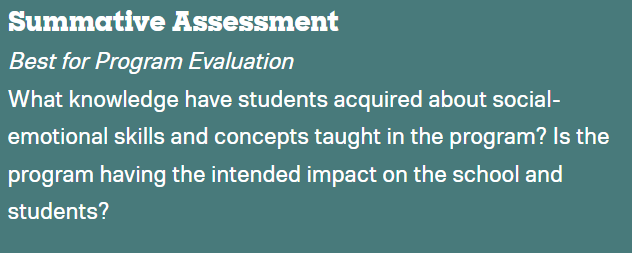 Summative Assessment
Best for Program Evaluation
What knowledge have students acquired about social-
emotional skills and concepts taught in the program? Is the
program having the intended impact on the school and
students?